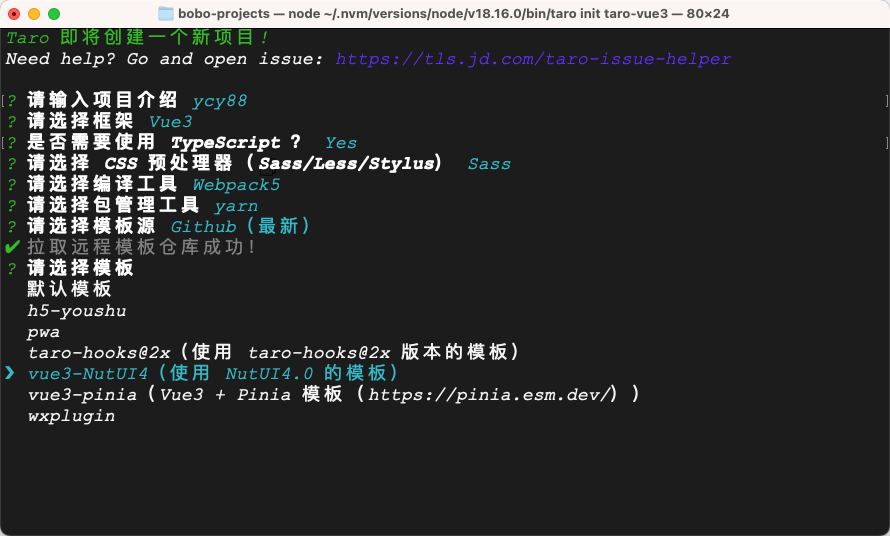 bobo-projects — node ~/.nvm/versions/node/v18.16.0/bin/taro init taro-vue3 — 80×24
Taro 即将创建一个新项目!
Need help? Go and open issue: https://tls.jd.com/taro-issue-helper
[? 请输入项目介绍 ycy88 ]
? 请选择框架 Vue3
[? 是否需要使用 TypeScript ？ Yes ]
? 请选择 CSS 预处理器（Sass/Less/Stylus） Sass
? 请选择编译工具 Webpack5
? 请选择包管理工具 yarn
? 请选择模板源 Github（最新）
✔ 拉取远程模板仓库成功！
? 请选择模板
默认模板
h5-youshu
pwa
taro-hooks@2x（使用 taro-hooks@2x 版本的模板）
❯ vue3-NutUI4（使用 NutUI4.0 的模板）
vue3-pinia（Vue3 + Pinia 模板（https://pinia.esm.dev/））
wxplugin